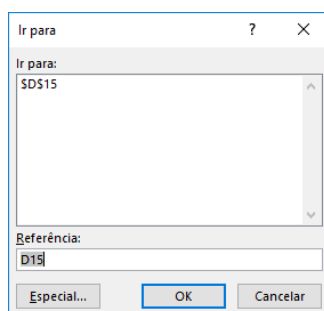 Ir para ?
Ir para:
$D$15
Referência:
D15
Especial... OK Cancelar